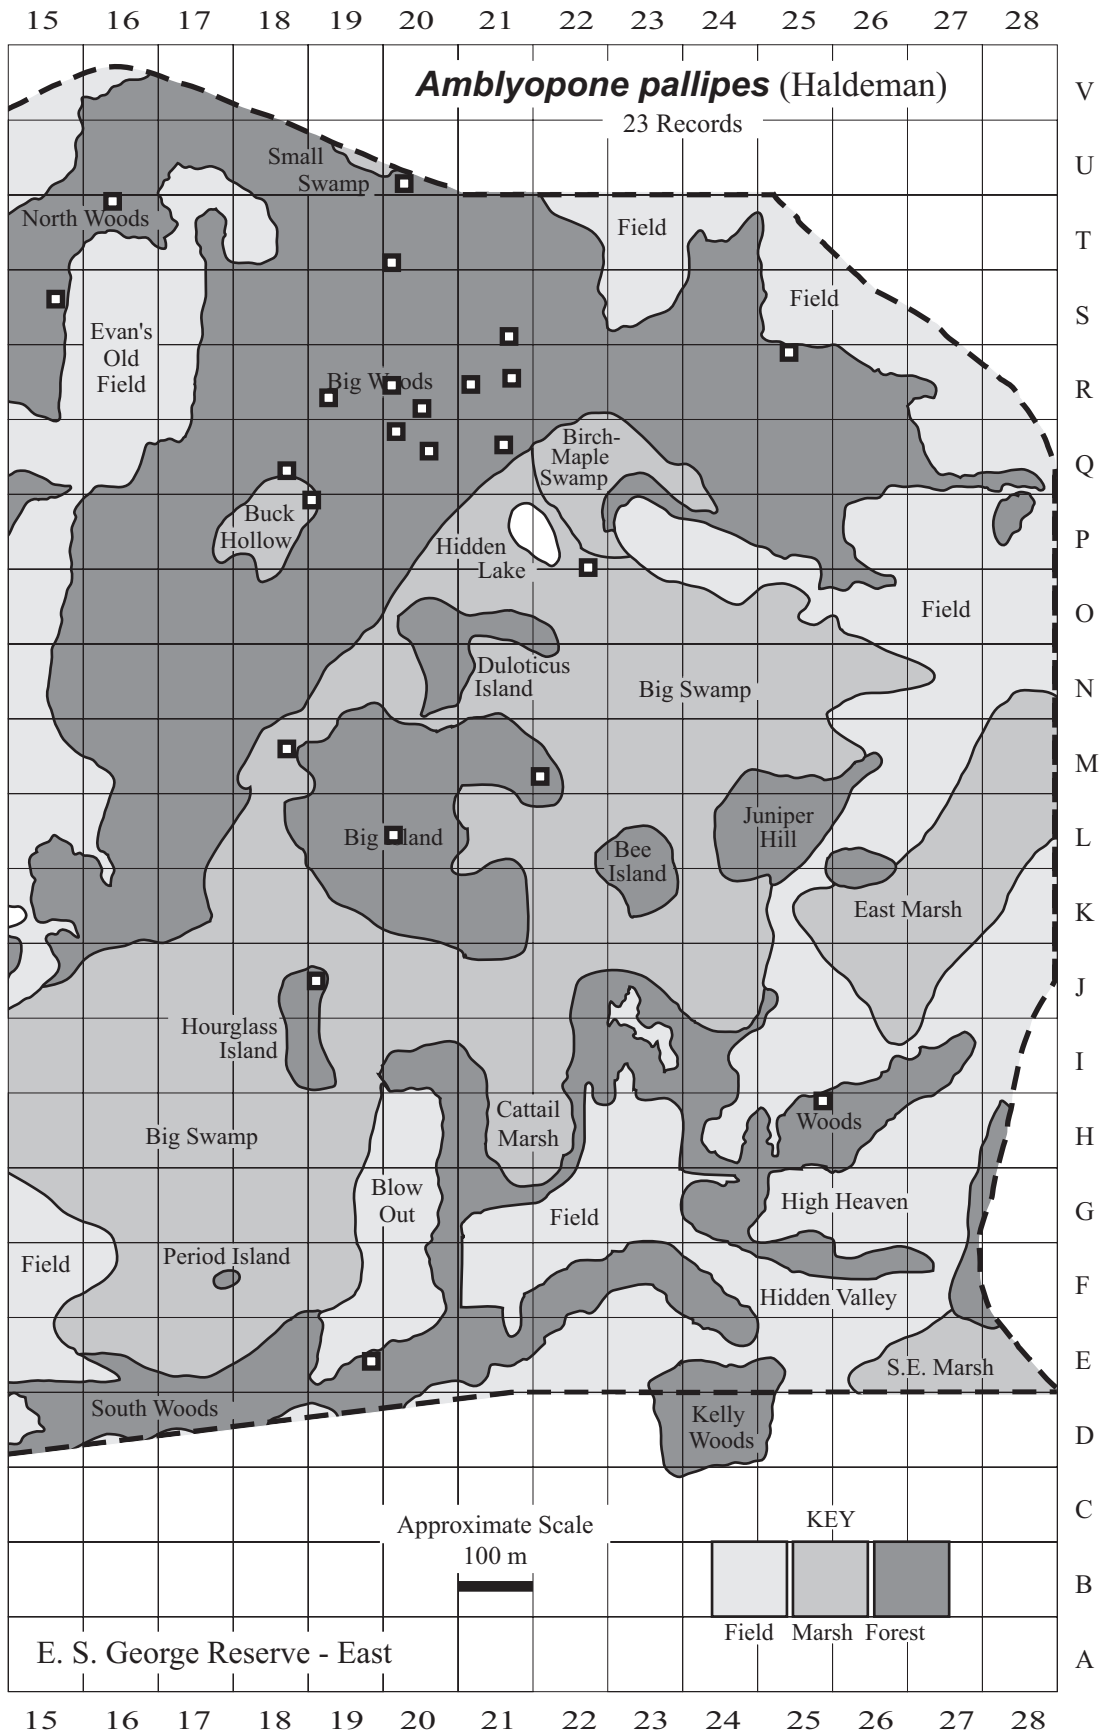 15 16 17 18 19 20 21 22 23 24 25 26 27 28
Amblyopone pallipes (Haldeman)
V
23 Records
Small
Swamp
U
North Woods
Field
T
Field
S
Evan's
Old
Field
Big Woods
R
Birch-
Maple
Swamp
Q
Buck
Hollow
Hidden
Lake
P
Field
O
Duloticus
Island
Big Swamp
N
M
Juniper
Hill
Big Island
L
Bee
Island
East Marsh
K
J
Hourglass
Island
I
Cattail
Marsh
Woods
Big Swamp
H
Blow
Out
High Heaven
Field
G
Period Island
Field
Hidden Valley
F
S.E. Marsh
E
South Woods
Kelly
Woods
D
Approximate Scale
100 m
KEY
C
B
Field Marsh Forest
E. S. George Reserve - East
A
15 16 17 18 19 20 21 22 23 24 25 26 27 28